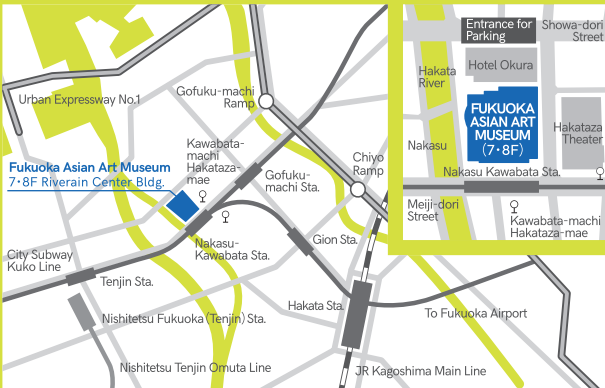 Urban Expressway No.1
Gofuku-machi
Ramp
Kawabata-
machi
Hakataza-
mae
Fukuoka Asian Art Museum
7･8F Riverain Center Bldg.
Gofuku-
machi Sta.
Chiyo
Ramp
City Subway
Kuko Line
Nakasu-
Kawabata Sta.
Gion Sta.
Tenjin Sta.
Hakata Sta.
Nishitetsu Fukuoka (Tenjin) Sta.
To Fukuoka Airport
Nishitetsu Tenjin Omuta Line
JR Kagoshima Main Line
Entrance for
Parking
Showa-dori
Street
Hotel Okura
Hakata
River
FUKUOKA
ASIAN ART
MUSEUM
(7･8F)
Hakataza
Theater
Nakasu
Nakasu Kawabata Sta.
Meiji-dori
Street
Kawabata-machi
Hakataza-mae